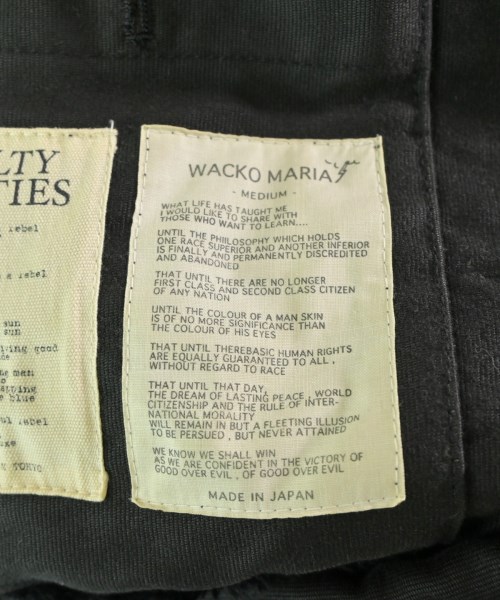 LTY
TIES
rebel
a rebel
sun
sun
iving good
the man
to
blue
rebel
TOKYO
WACKO MARIA
- MEDIUM -
WHAT LIFE HAS TAUGHT ME
I WOULD LIKE TO SHARE WITH
THOSE WHO WANT TO LEARN....
UNTIL THE PHILOSOPHY WHICH HOLDS
ONE RACE SUPERIOR AND ANOTHER INFERIOR
IS FINALLY AND PERMANENTLY DISCREDITED
AND ABANDONED
THAT UNTIL THERE ARE NO LONGER
FIRST CLASS AND SECOND CLASS CITIZEN
OF ANY NATION
UNTIL THE COLOUR OF A MAN SKIN
IS OF NO MORE SIGNIFICANCE THAN
THE COLOUR OF HIS EYES
THAT UNTIL THEREBASIC HUMAN RIGHTS
ARE EQUALLY GUARANTEED TO ALL ,
WITHOUT REGARD TO RACE
THAT UNTIL THAT DAY,
THE DREAM OF LASTING PEACE , WORLD
CITIZENSHIP AND THE RULE OF INTER-
NATIONAL MORALITY
WILL REMAIN IN BUT A FLEETING ILLUSION
TO BE PERSUED , BUT NEVER ATTAINED
WE KNOW WE SHALL WIN
AS WE ARE CONFIDENT IN THE VICTORY OF
GOOD OVER EVIL , OF GOOD OVER EVIL
MADE IN JAPAN